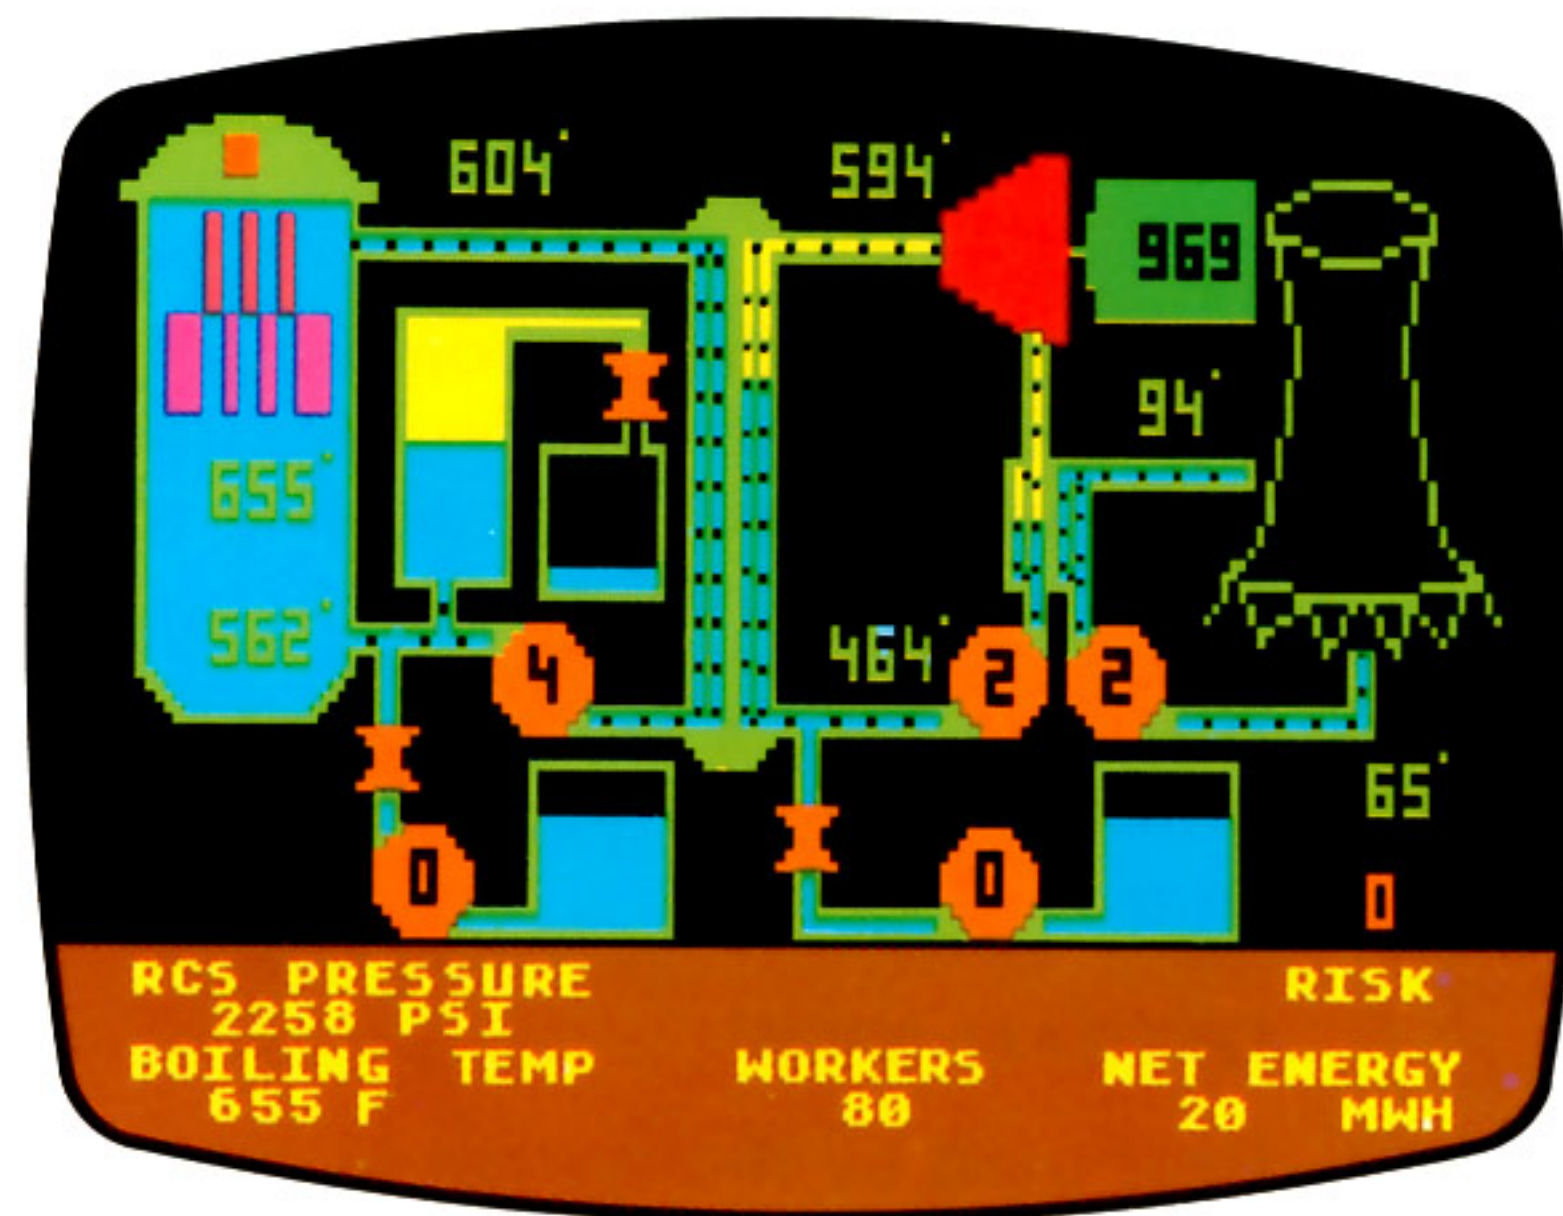 604°
594°
969
94°
655°
562°
464°
4
2
2
65°
0
0
0
RCS PRESSURE
2258 PSI
RISK
BOILING TEMP
655 F
WORKERS
80
NET ENERGY
20 MWH